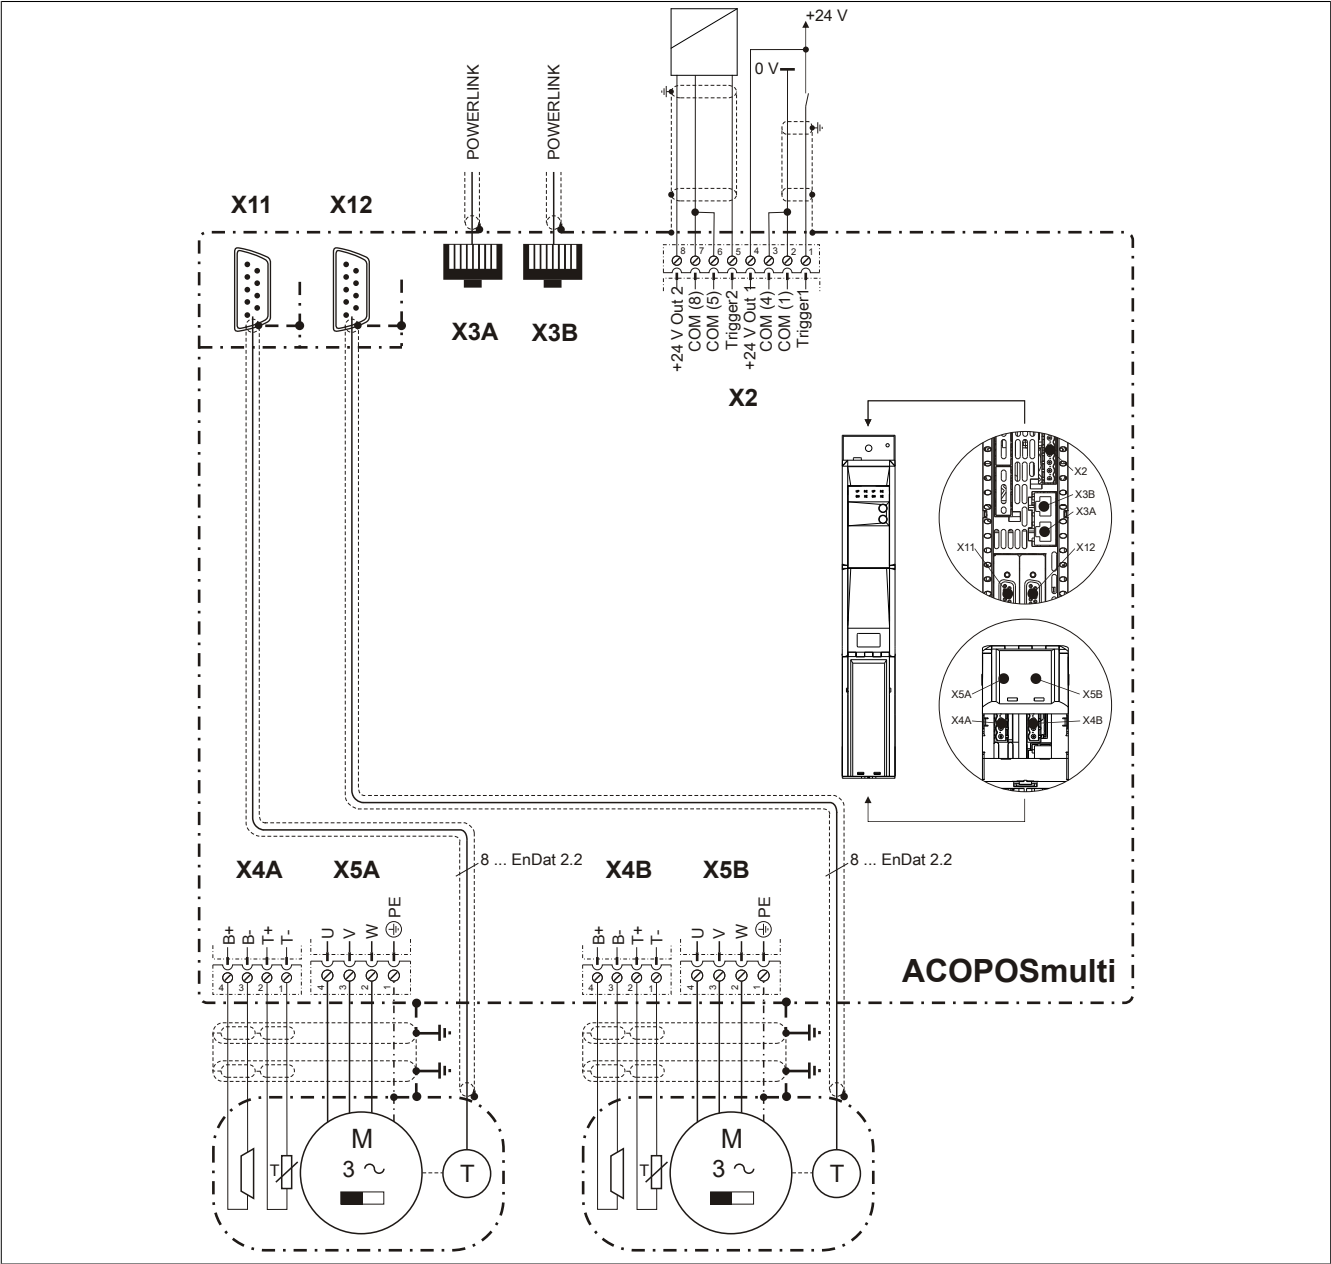 +24 V
0 V
POWERLINK
POWERLINK
X11
X12
8 7 6 5 4 3 2 1
+24 V Out 2
COM (8)
COM (5)
Trigger2
+24 V Out 1
COM (4)
COM (1)
Trigger1
X3A
X3B
X2
X2
X3B
X3A
X11
X12
X5A
X5B
X4A
X4B
8 ... EnDat 2.2
8 ... EnDat 2.2
X4A
X5A
X4B
X5B
B+
B-
T+
T-
U
V
W
PE
B+
B-
T+
T-
U
V
W
PE
4 3 2 1
4 3 2 1
4 3 2 1
4 3 2 1
ACOPOSmulti
M
3 ~
T
T
M
3 ~
T
T